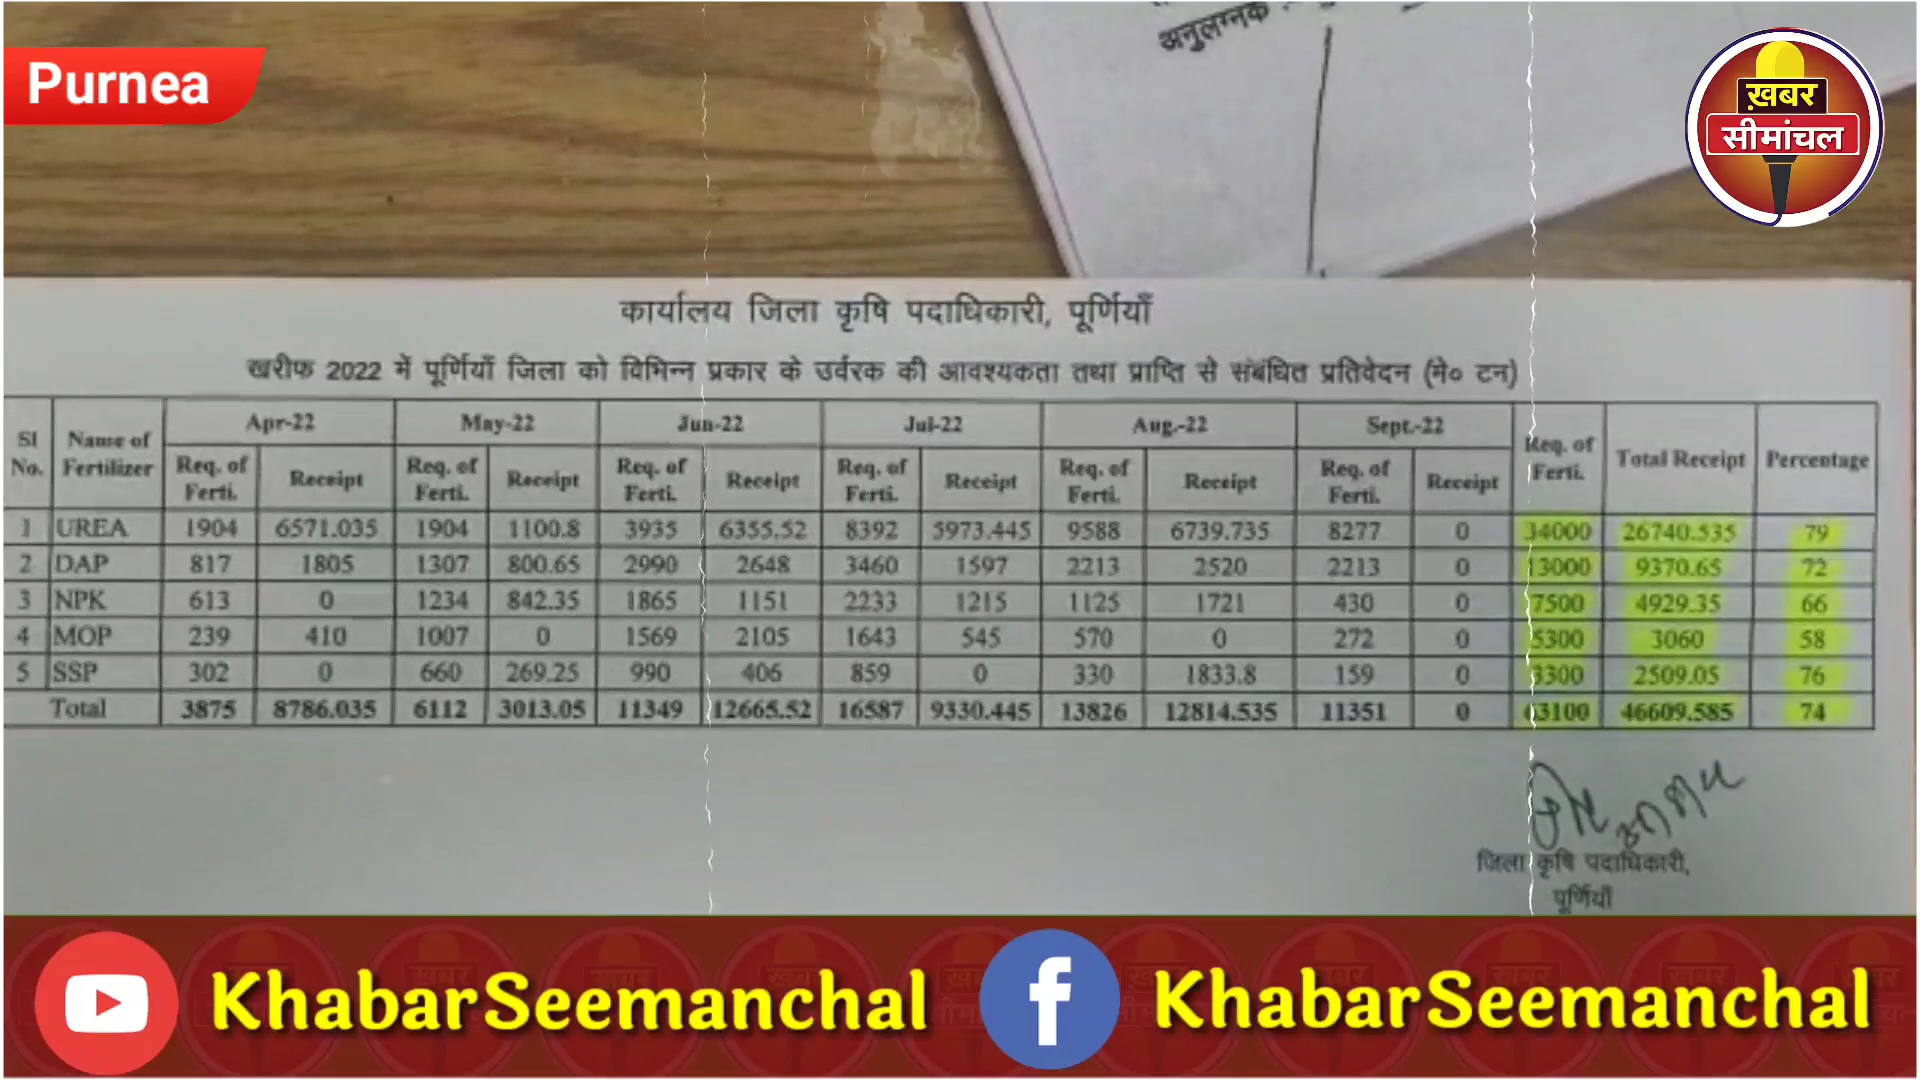 अनुलग्नक
Purnea
ख़बर
सीमांचल
कार्यालय जिला कृषि पदाधिकारी, पूर्णियाँ
खरीफ 2022 में पूर्णियाँ जिला को विभिन्न प्रकार के उर्वरक की आवश्यकता तथा प्राप्ति से संबंधित प्रतिवेदन (मे० टन)
Sl No. Name of Fertilizer Apr-22 May-22 Jun-22 Jul-22 Aug.-22 Sept.-22 Req. of Ferti. Total Receipt Percentage
Req. of Ferti. Receipt Req. of Ferti. Receipt Req. of Ferti. Receipt Req. of Ferti. Receipt Req. of Ferti. Receipt Req. of Ferti. Receipt
1 UREA 1904 6571.035 1904 1100.8 3935 6355.52 8392 5973.445 9588 6739.735 8277 0 34000 26740.535 79
2 DAP 817 1805 1307 800.65 2990 2648 3460 1597 2213 2520 2213 0 13000 9370.65 72
3 NPK 613 0 1234 842.35 1865 1151 2233 1215 1125 1721 430 0 7500 4929.35 66
4 MOP 239 410 1007 0 1569 2105 1643 545 570 0 272 0 5300 3060 58
5 SSP 302 0 660 269.25 990 406 859 0 330 1833.8 159 0 3300 2509.05 76
Total 3875 8786.035 6112 3013.05 11349 12665.52 16587 9330.445 13826 12814.535 11351 0 63100 46609.585 74
जिला कृषि पदाधिकारी,
पूर्णियाँ
KhabarSeemanchal
KhabarSeemanchal